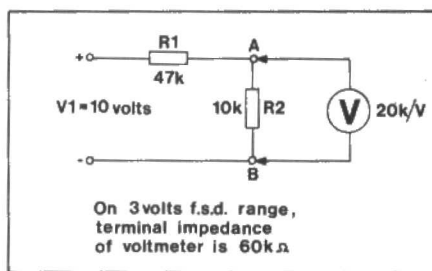 R1
A
+
47k
V1=10 volts
10k
R2
V
20k/V
-
B
On 3volts f.s.d. range,
terminal impedance
of voltmeter is 60kΩ